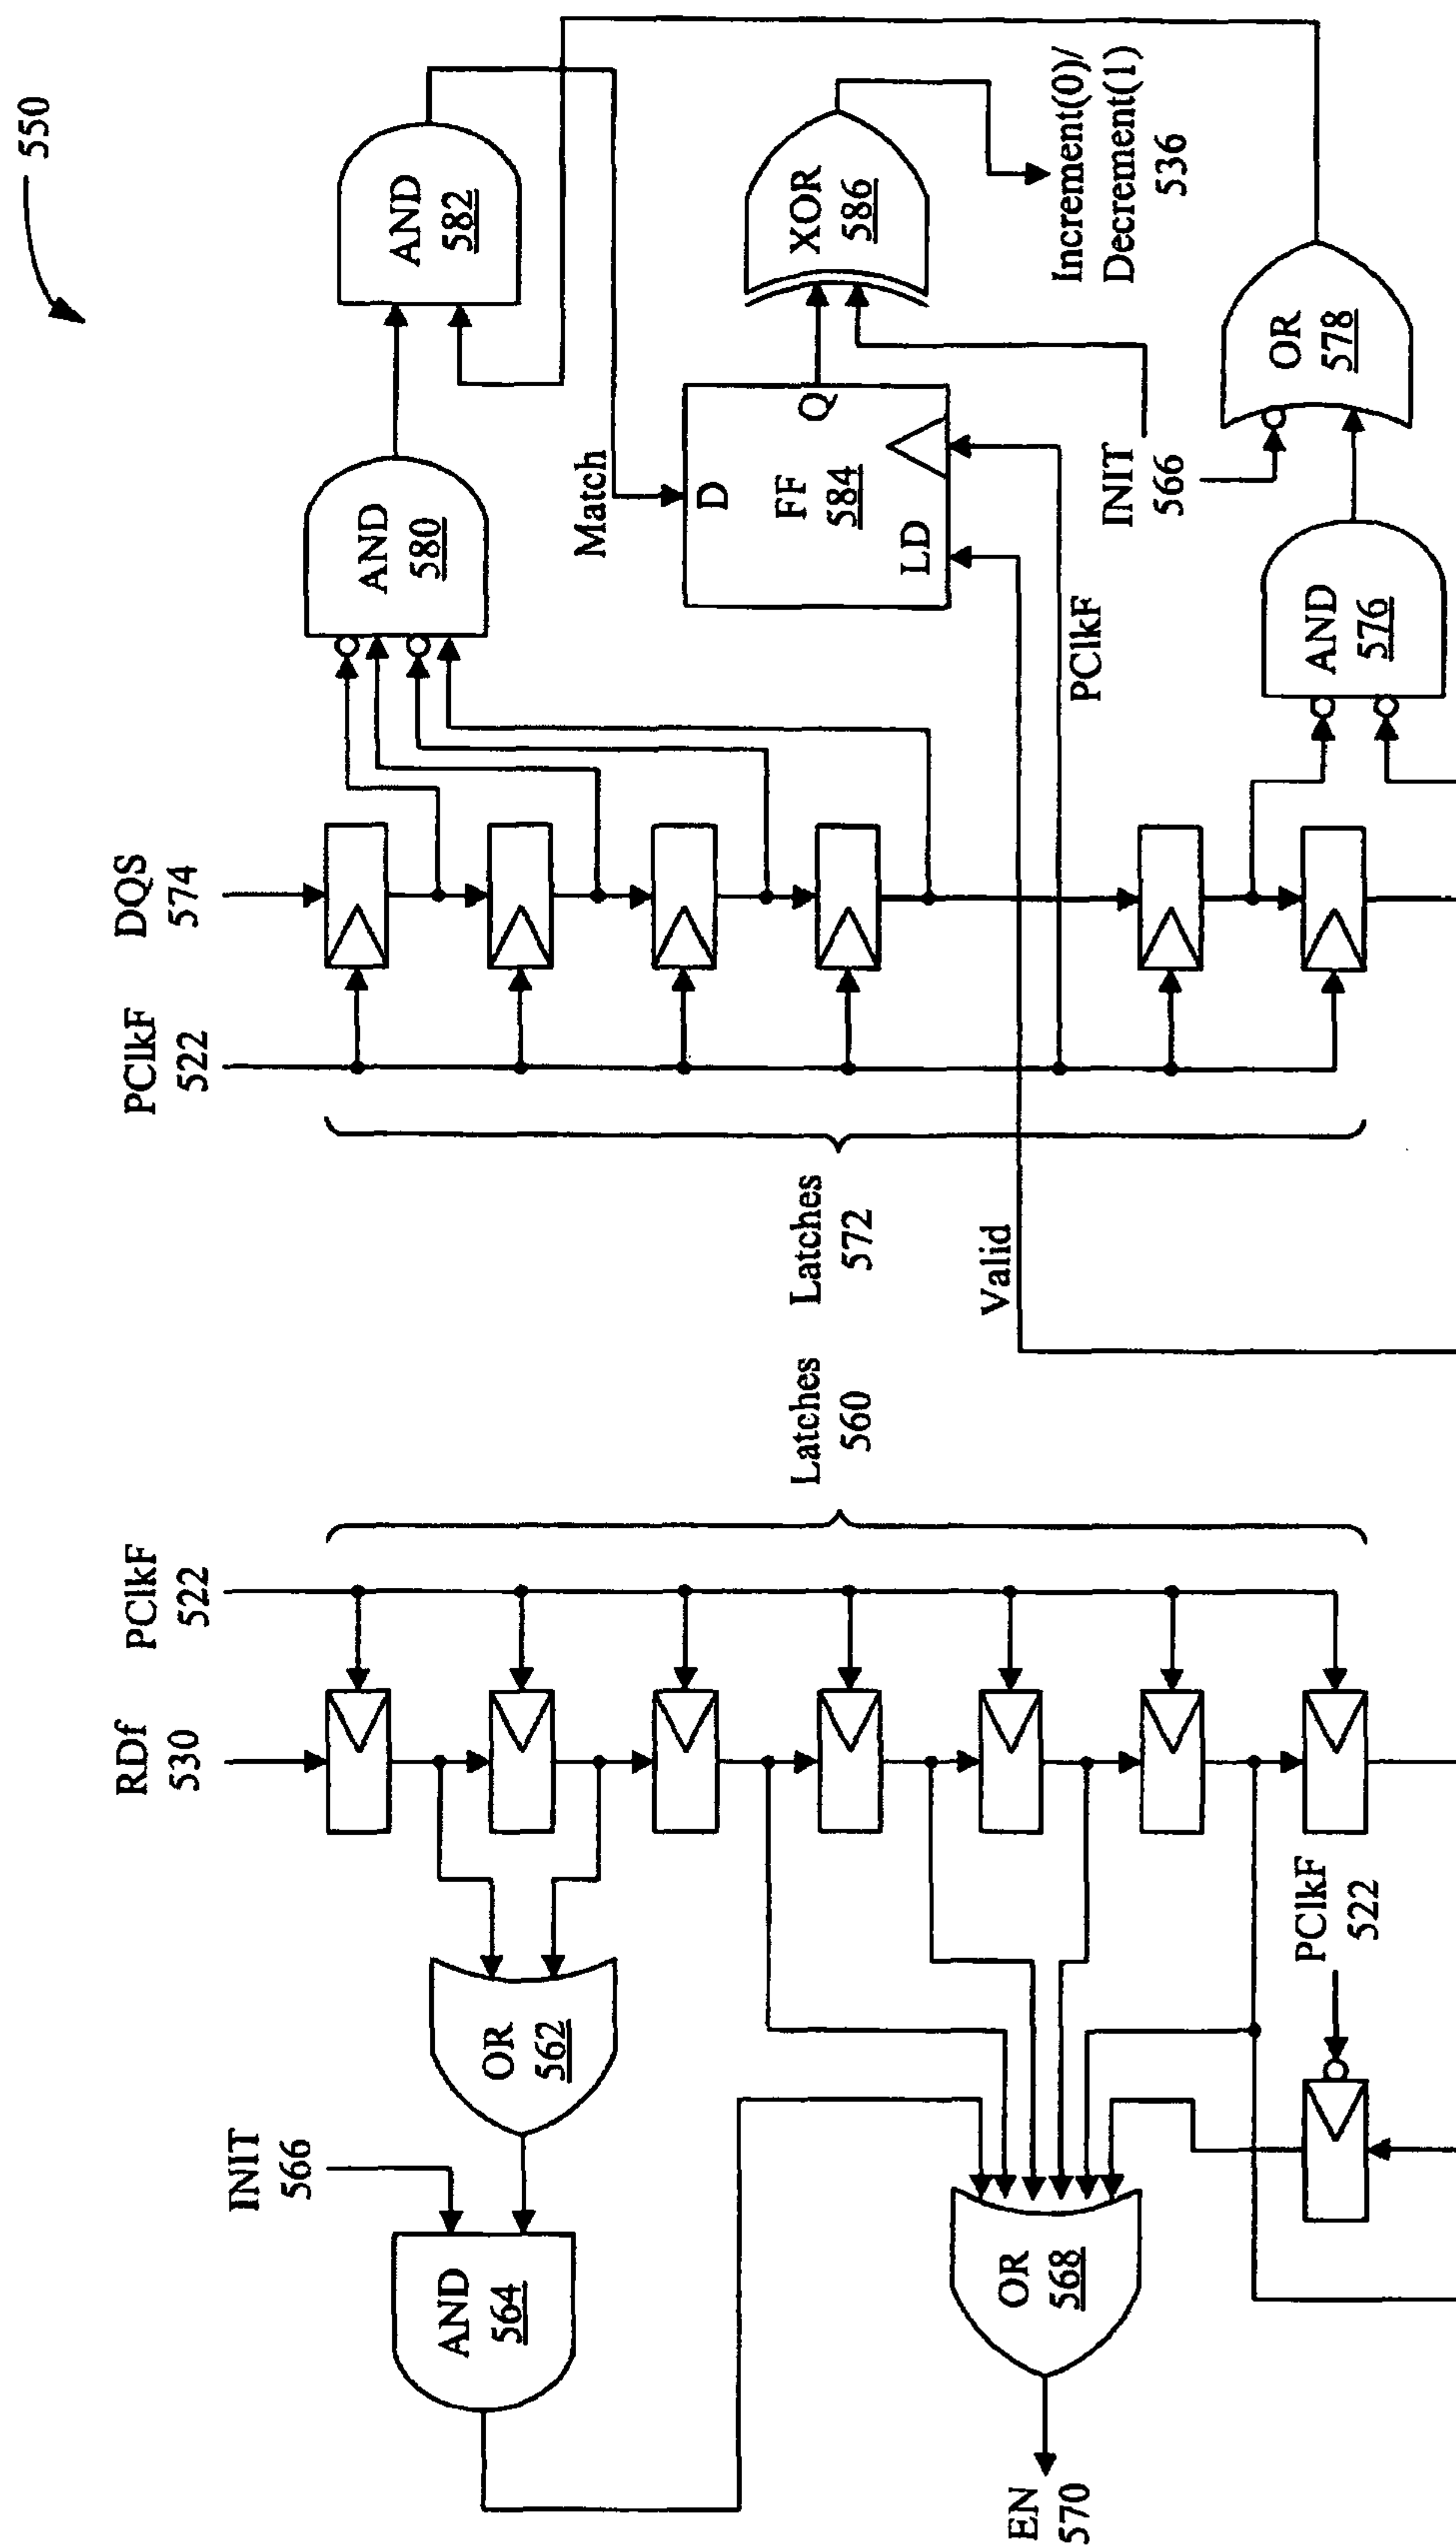 550
PClkF
522
DQS
574
AND
580
AND
582
Match
D
Q
FF
584
LD
XOR
586
Increment(0)/
Decrement(1)
536
INIT
566
PClkF
AND
576
OR
578
Latches
572
Valid
INIT
566
RDf
530
PClkF
522
AND
564
OR
562
Latches
560
OR
568
PClkF
522
EN
570